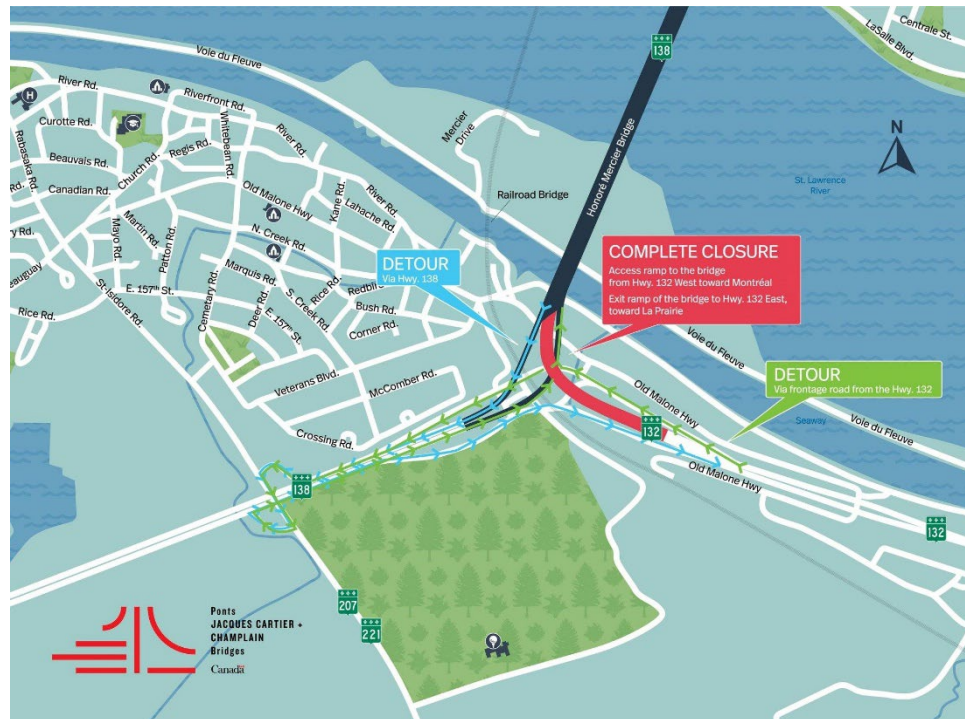 138
Centrale St.
LaSalle Blvd.
Voie du Fleuve
River Rd.
Riverfront Rd.
H
Curotte Rd.
Whitebean Rd.
River Rd.
Mercier
Drive
Rabasaka Rd.
Church Rd.
Regis Rd.
Beauvais Rd.
Canadian Rd.
Old Malone Hwy
Kane Rd.
River Rd.
Lahache Rd.
Railroad Bridge
Honoré Mercier Bridge
N
St. Lawrence
River
Mayo Rd.
Martin Rd.
Patton Rd.
N. Creek Rd.
Marquis Rd.
S. Creek Rd.
Rice Rd.
E. 157th St.
St-Isidore Rd.
Cemetary Rd.
Deer Rd.
E. 157th St.
Bush Rd.
Corner Rd.
Rice Rd.
DETOUR
Via Hwy. 138
COMPLETE CLOSURE
Access ramp to the bridge
from Hwy. 132 West toward Montréal
Exit ramp of the bridge to Hwy. 132 East,
toward La Prairie
Voie du Fleuve
Veterans Blvd.
McComber Rd.
Crossing Rd.
Old Malone Hwy
DETOUR
Via frontage road from the Hwy. 132
Seaway
Voie du Fleuve
132
Old Malone Hwy
138
132
207
221
Ponts
JACQUES CARTIER +
CHAMPLAIN
Bridges
Canada